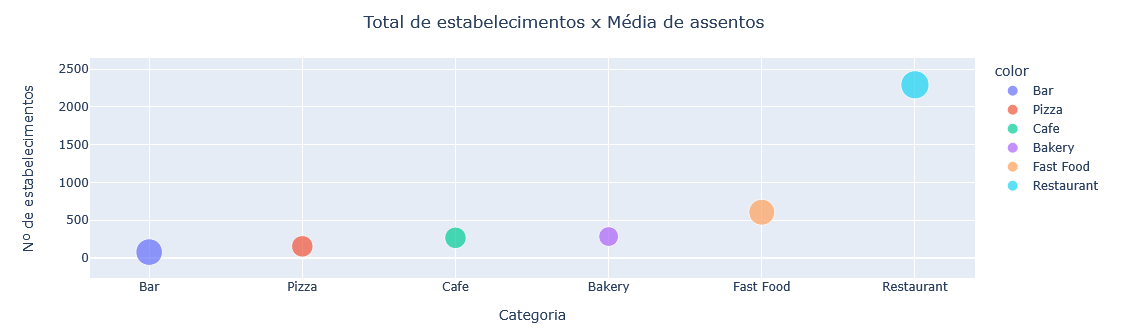 Total de estabelecimentos x Média de assentos
Nº de estabelecimentos
2500
2000
1500
1000
500
0
Bar
Pizza
Cafe
Bakery
Fast Food
Restaurant
Categoria
color
Bar
Pizza
Cafe
Bakery
Fast Food
Restaurant